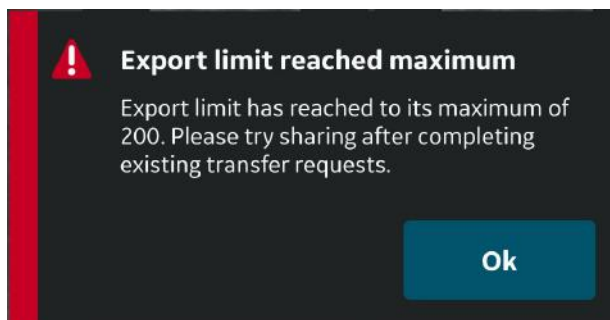 Export limit reached maximum
Export limit has reached to its maximum of
200. Please try sharing after completing
existing transfer requests.
Ok